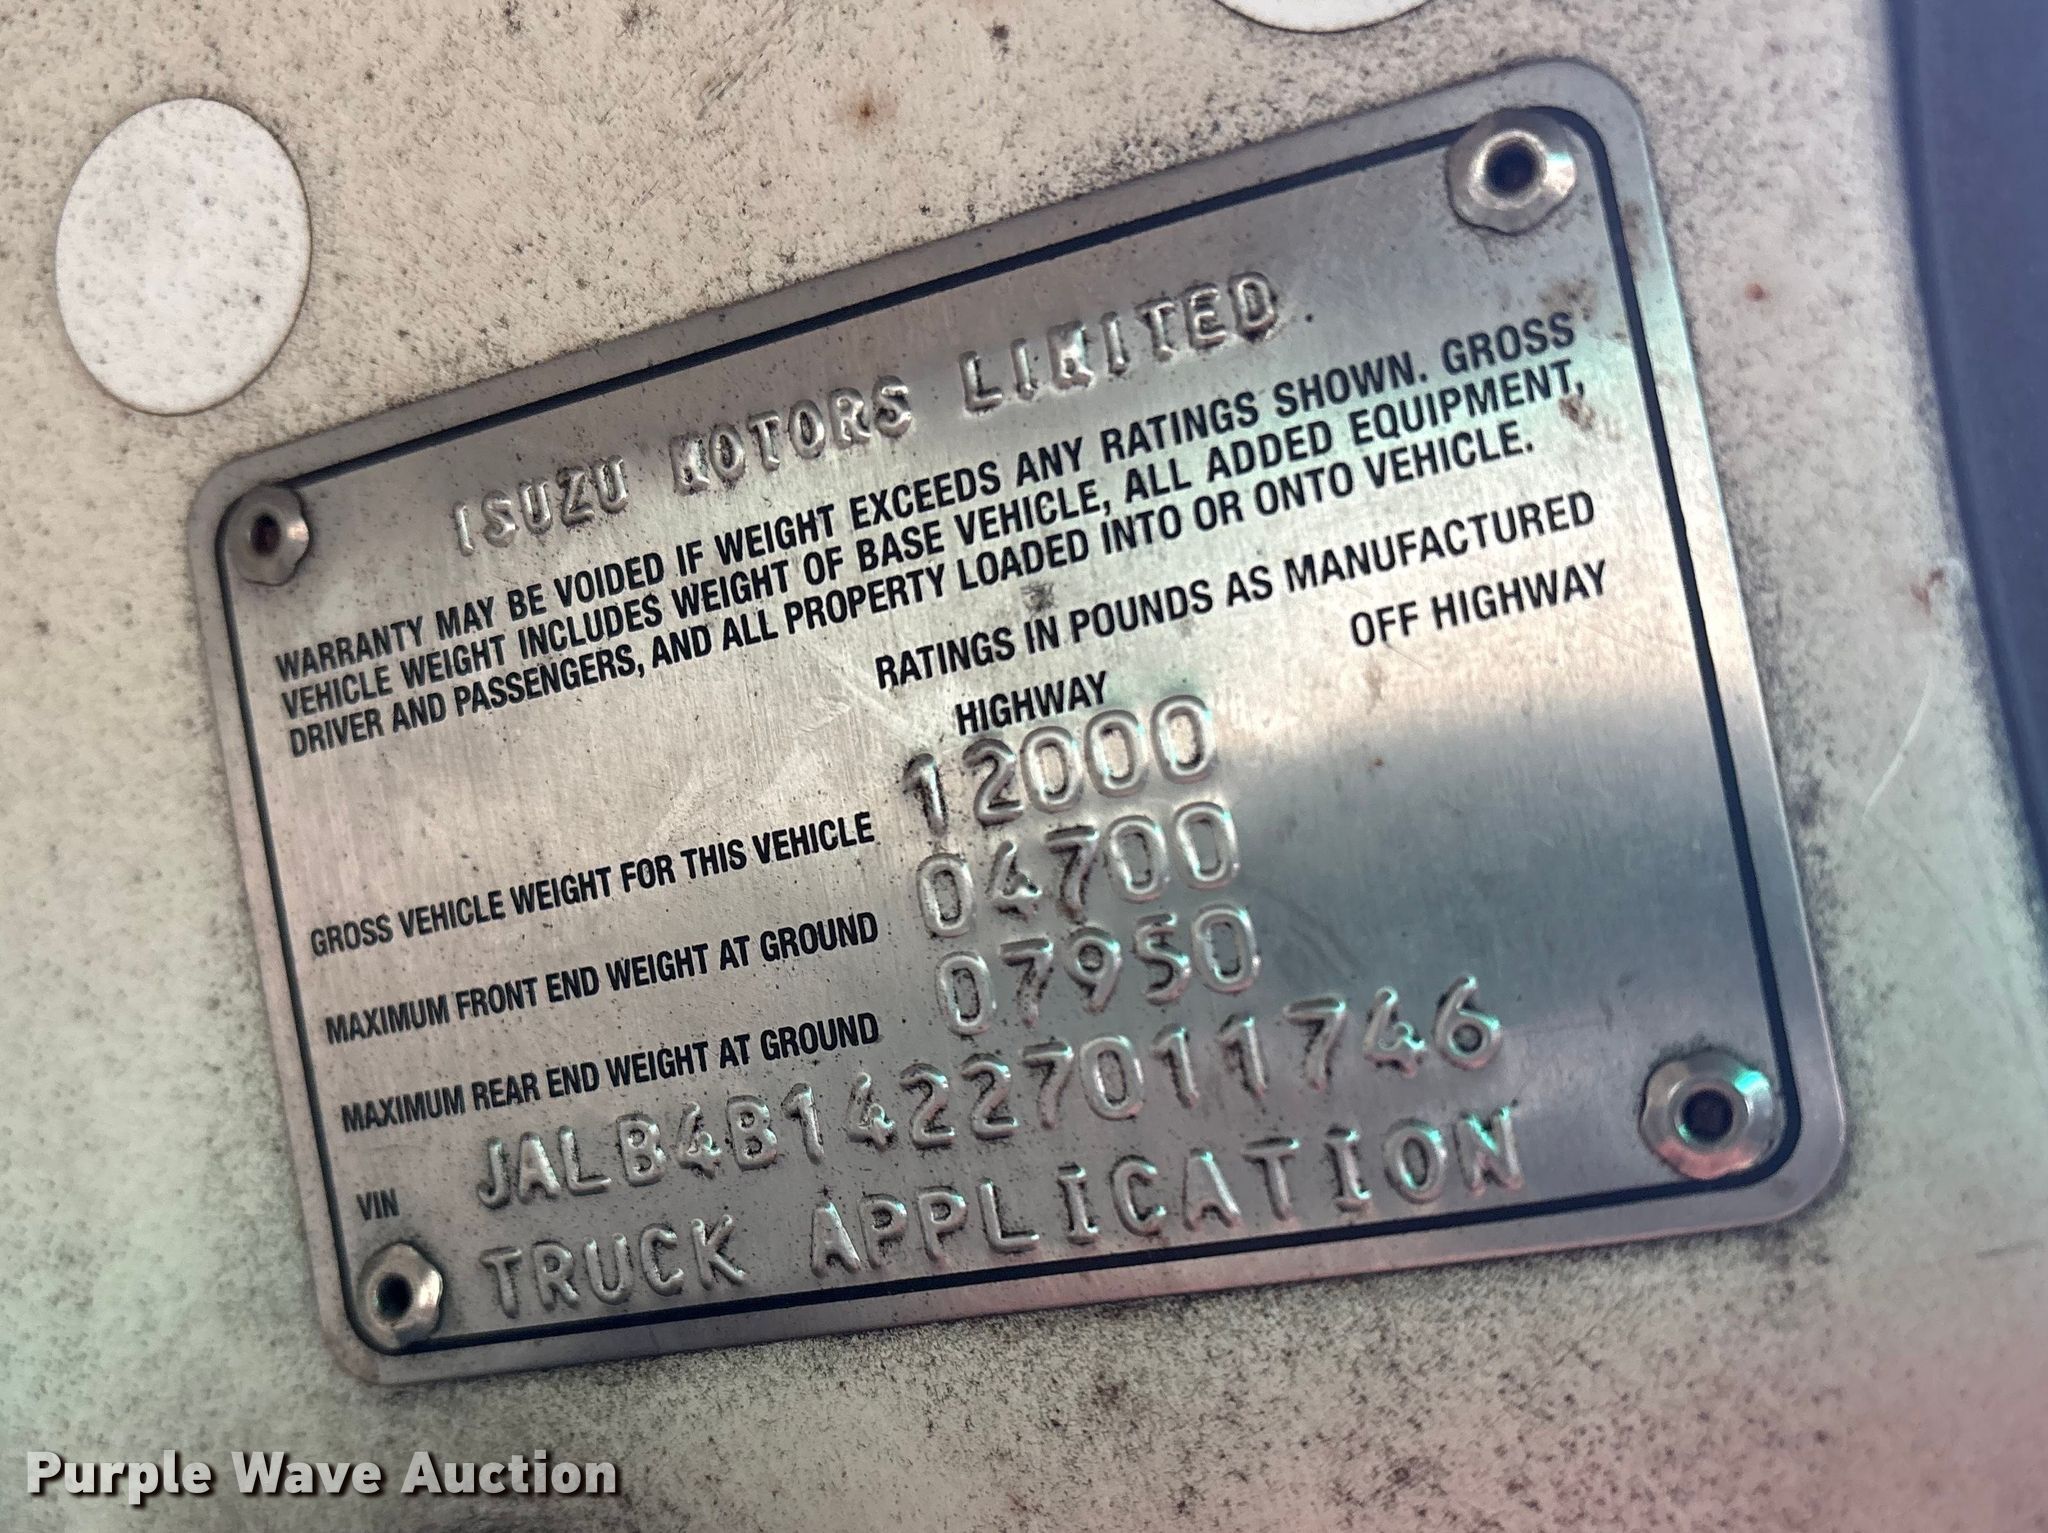 ISUZU MOTORS LIMITED
WARRANTY MAY BE VOIDED IF WEIGHT EXCEEDS ANY RATINGS SHOWN. GROSS
VEHICLE WEIGHT INCLUDES WEIGHT OF BASE VEHICLE, ALL ADDED EQUIPMENT,
DRIVER AND PASSENGERS, AND ALL PROPERTY LOADED INTO OR ONTO VEHICLE.
RATINGS IN POUNDS AS MANUFACTURED
HIGHWAY OFF HIGHWAY
GROSS VEHICLE WEIGHT FOR THIS VEHICLE 12000
MAXIMUM FRONT END WEIGHT AT GROUND 04700
MAXIMUM REAR END WEIGHT AT GROUND 07950
VIN JALB4B14227011746
TRUCK APPLICATION
Purple Wave Auction